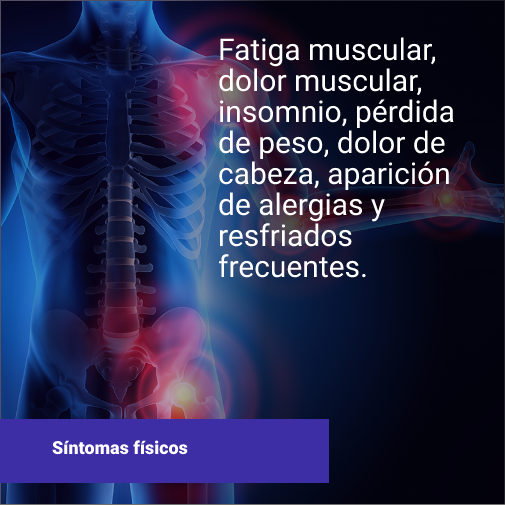 Fatiga muscular,
dolor muscular,
insomnio, pérdida
de peso, dolor de
cabeza, aparición
de alergias y
resfriados
frecuentes.
Síntomas físicos